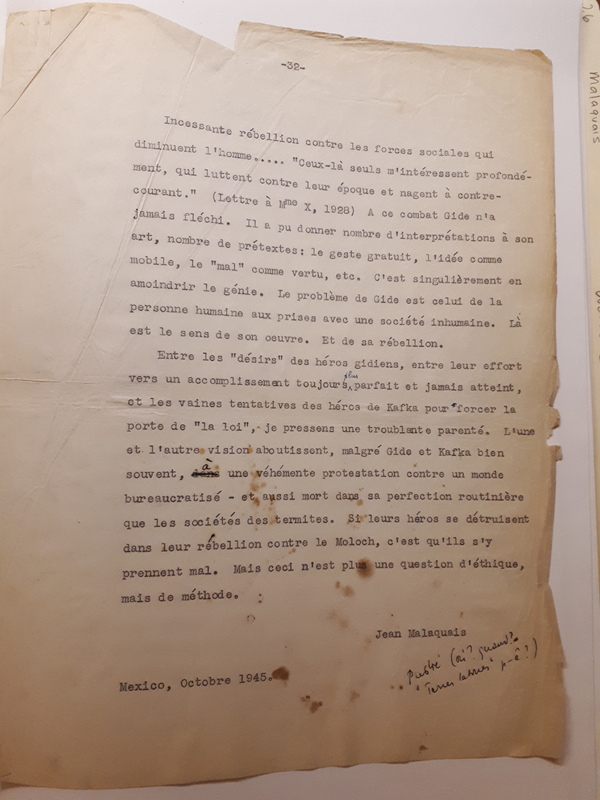 -32-
Incessante rébellion contre les forces sociales qui
diminuent l'homme..... "Ceux-là seuls m'intéressent profondé-
ment, qui luttent contre leur époque et nagent à contre-
courant." (Lettre à Mme X, 1928) A ce combat Gide n'a
jamais fléchi. Il a pu donner nombre d'interprétations à son
art, nombre de prétextes: le geste gratuit, l'idée comme
mobile, le "mal" comme vertu, etc. C'est singulièrement en
amoindrir le génie. Le problème de Gide est celui de la
personne humaine aux prises avec une société inhumaine. Là
est le sens de son oeuvre. Et de sa rébellion.
Entre les "désirs" des héros gidiens, entre leur effort
vers un accomplissement toujours plus parfait et jamais atteint,
et les vaines tentatives des héros de Kafka pour forcer la
porte de "la loi", je pressens une troublante parenté. L'une
et l'autre vision aboutissent, malgré Gide et Kafka bien
souvent, dans à une véhémente protestation contre un monde
bureaucratisé - et aussi mort dans sa perfection routinière
que les sociétés des termites. Si leurs héros se détruisent
dans leur rébellion contre le Moloch, c'est qu'ils s'y
prennent mal. Mais ceci n'est plus une question d'éthique,
mais de méthode.
Jean Malaquais
Publié (où? quand?
"Terres latines" p-ê?)
Mexico, Octobre 1945.
Malaquais